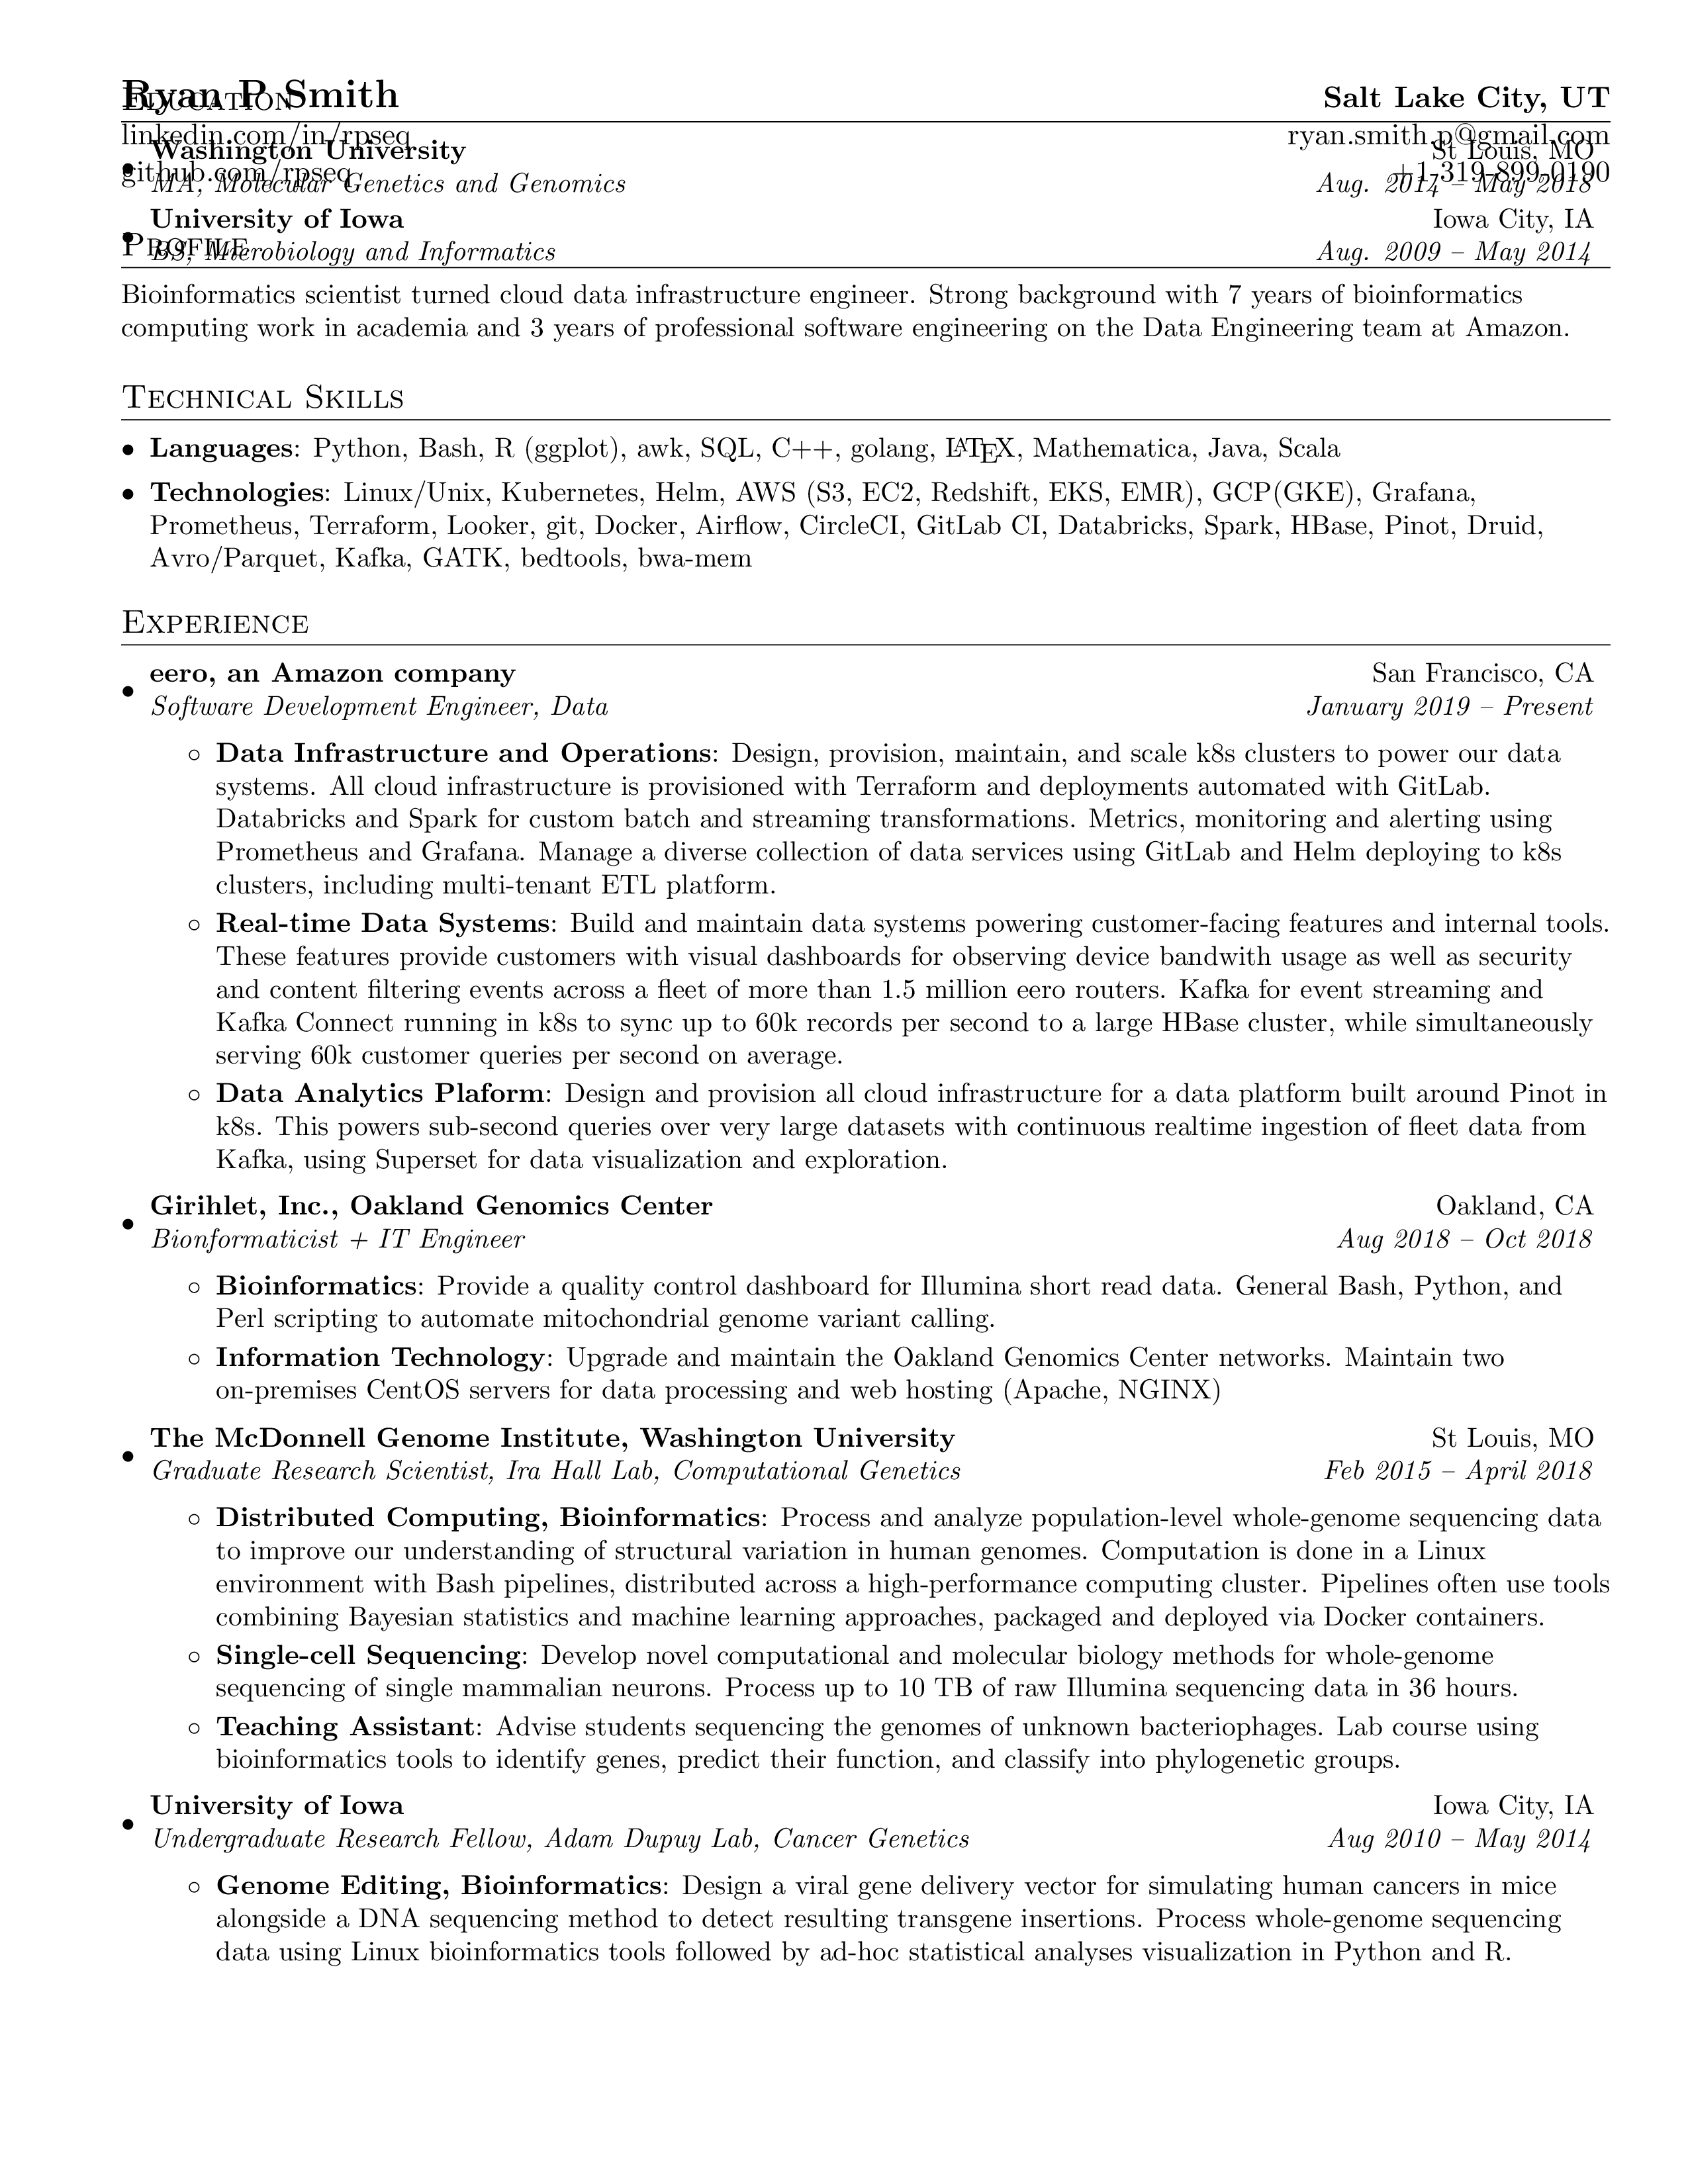 Ryan P Smith
Salt Lake City, UT
linkedin.com/in/rpseq
ryan.smith.p@gmail.com
github.com/rpseq
+1-319-899-0190
Education
Washington University
St Louis, MO
MA, Molecular Genetics and Genomics
Aug. 2014 – May 2018
University of Iowa
Iowa City, IA
BS, Microbiology and Informatics
Aug. 2009 – May 2014
Profile
Bioinformatics scientist turned cloud data infrastructure engineer. Strong background with 7 years of bioinformatics
computing work in academia and 3 years of professional software engineering on the Data Engineering team at Amazon.
Technical Skills
• Languages: Python, Bash, R (ggplot), awk, SQL, C++, golang, LATEX, Mathematica, Java, Scala
• Technologies: Linux/Unix, Kubernetes, Helm, AWS (S3, EC2, Redshift, EKS, EMR), GCP(GKE), Grafana,
Prometheus, Terraform, Looker, git, Docker, Airflow, CircleCI, GitLab CI, Databricks, Spark, HBase, Pinot, Druid,
Avro/Parquet, Kafka, GATK, bedtools, bwa-mem
Experience
• eero, an Amazon company
San Francisco, CA
Software Development Engineer, Data
January 2019 – Present
◦ Data Infrastructure and Operations: Design, provision, maintain, and scale k8s clusters to power our data
systems. All cloud infrastructure is provisioned with Terraform and deployments automated with GitLab.
Databricks and Spark for custom batch and streaming transformations. Metrics, monitoring and alerting using
Prometheus and Grafana. Manage a diverse collection of data services using GitLab and Helm deploying to k8s
clusters, including multi-tenant ETL platform.
◦ Real-time Data Systems: Build and maintain data systems powering customer-facing features and internal tools.
These features provide customers with visual dashboards for observing device bandwith usage as well as security
and content filtering events across a fleet of more than 1.5 million eero routers. Kafka for event streaming and
Kafka Connect running in k8s to sync up to 60k records per second to a large HBase cluster, while simultaneously
serving 60k customer queries per second on average.
◦ Data Analytics Plaform: Design and provision all cloud infrastructure for a data platform built around Pinot in
k8s. This powers sub-second queries over very large datasets with continuous realtime ingestion of fleet data from
Kafka, using Superset for data visualization and exploration.
• Girihlet, Inc., Oakland Genomics Center
Oakland, CA
Bionformaticist + IT Engineer
Aug 2018 – Oct 2018
◦ Bioinformatics: Provide a quality control dashboard for Illumina short read data. General Bash, Python, and
Perl scripting to automate mitochondrial genome variant calling.
◦ Information Technology: Upgrade and maintain the Oakland Genomics Center networks. Maintain two
on-premises CentOS servers for data processing and web hosting (Apache, NGINX)
• The McDonnell Genome Institute, Washington University
St Louis, MO
Graduate Research Scientist, Ira Hall Lab, Computational Genetics
Feb 2015 – April 2018
◦ Distributed Computing, Bioinformatics: Process and analyze population-level whole-genome sequencing data
to improve our understanding of structural variation in human genomes. Computation is done in a Linux
environment with Bash pipelines, distributed across a high-performance computing cluster. Pipelines often use tools
combining Bayesian statistics and machine learning approaches, packaged and deployed via Docker containers.
◦ Single-cell Sequencing: Develop novel computational and molecular biology methods for whole-genome
sequencing of single mammalian neurons. Process up to 10 TB of raw Illumina sequencing data in 36 hours.
◦ Teaching Assistant: Advise students sequencing the genomes of unknown bacteriophages. Lab course using
bioinformatics tools to identify genes, predict their function, and classify into phylogenetic groups.
• University of Iowa
Iowa City, IA
Undergraduate Research Fellow, Adam Dupuy Lab, Cancer Genetics
Aug 2010 – May 2014
◦ Genome Editing, Bioinformatics: Design a viral gene delivery vector for simulating human cancers in mice
alongside a DNA sequencing method to detect resulting transgene insertions. Process whole-genome sequencing
data using Linux bioinformatics tools followed by ad-hoc statistical analyses visualization in Python and R.